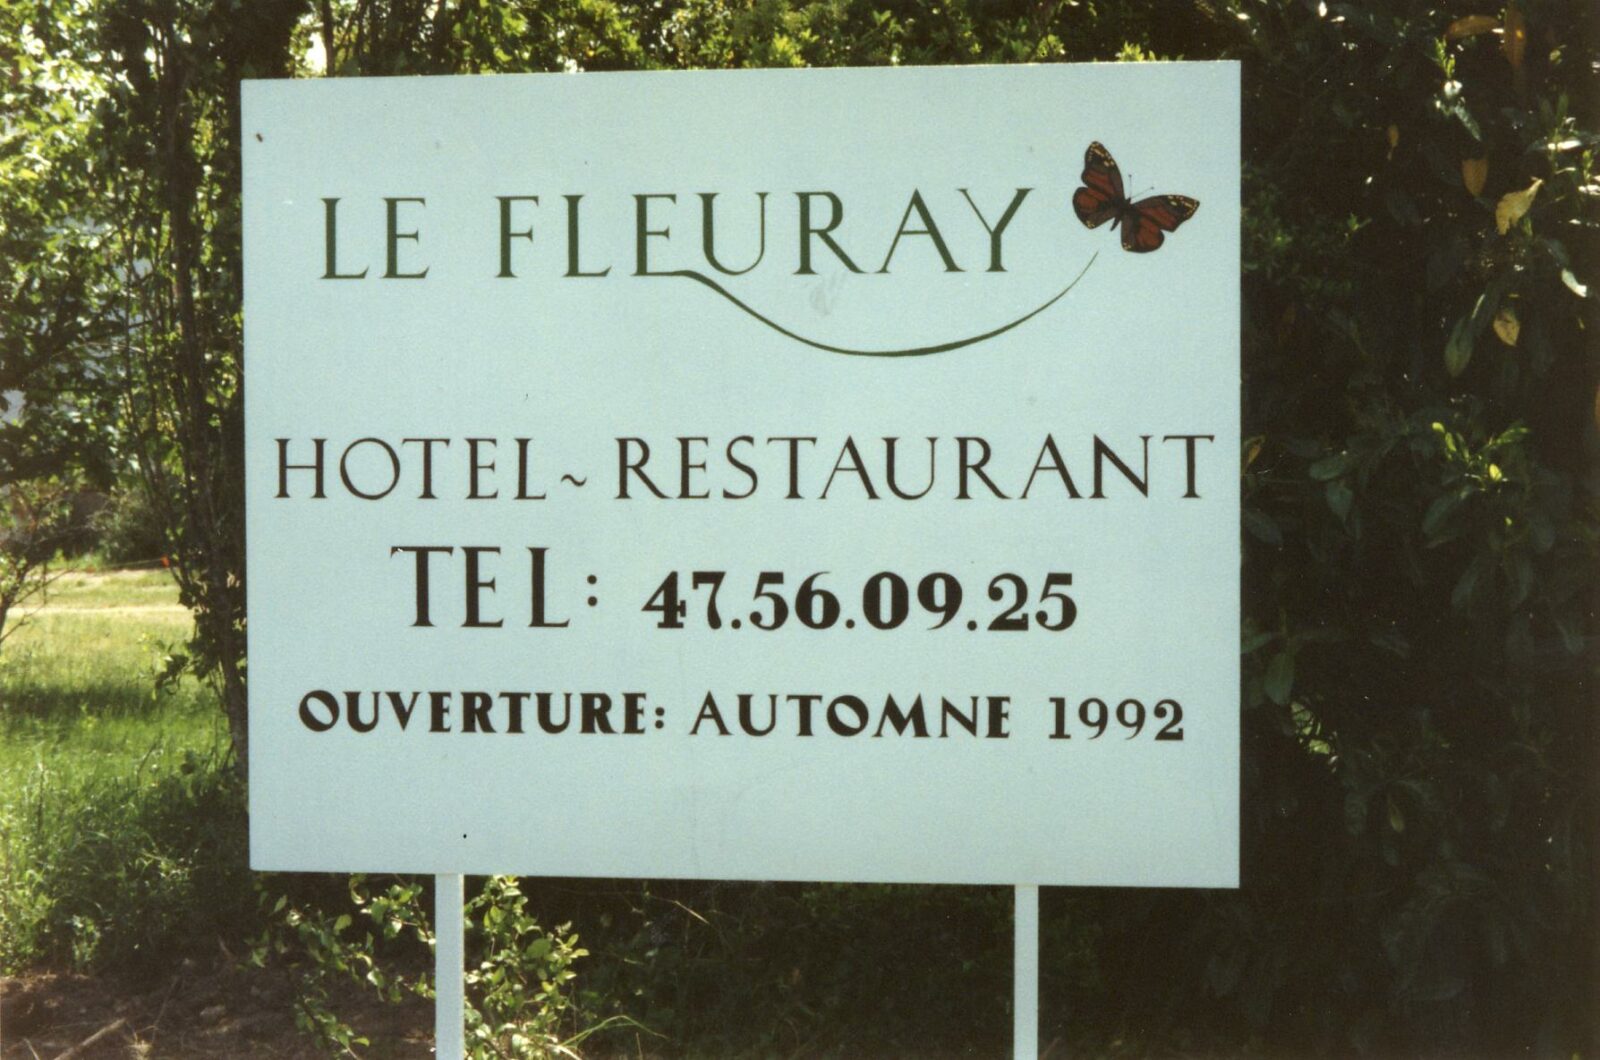 LE FLEURAY
HOTEL ~ RESTAURANT
TEL: 47.56.09.25
OUVERTURE: AUTOMNE 1992